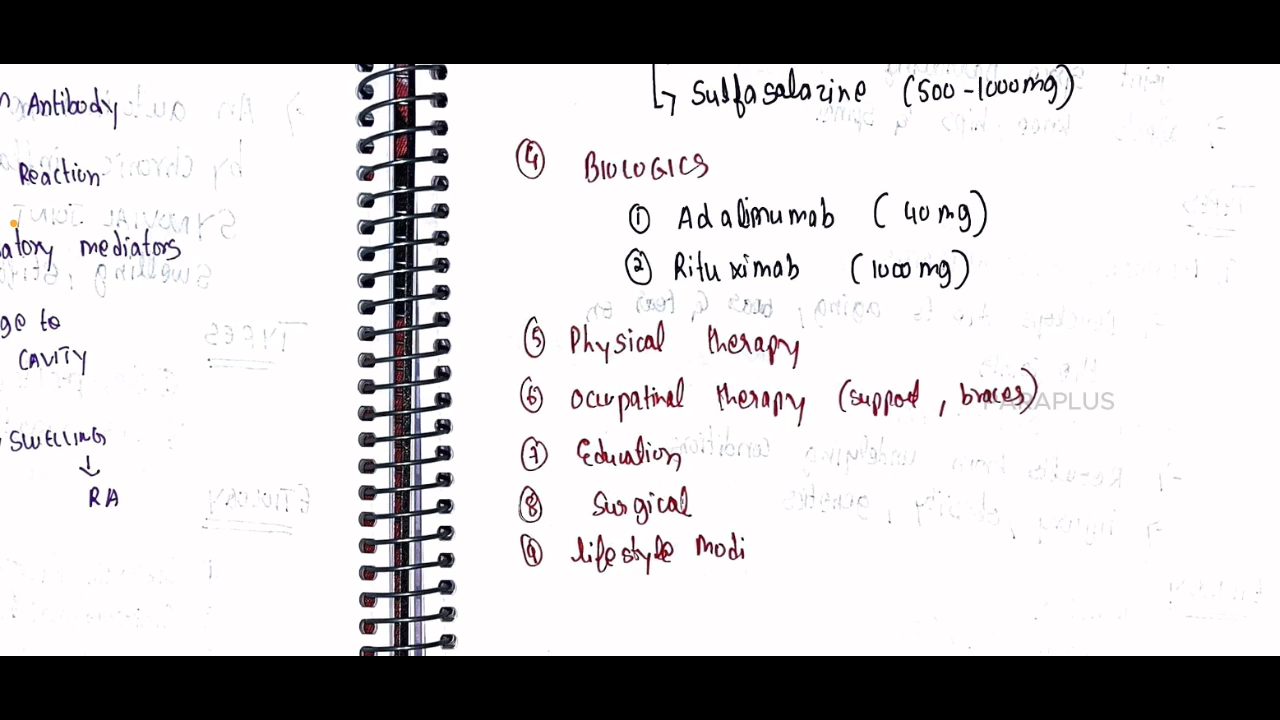 n Antibody
Reaction
atory mediators
ge to
CAVITY
SWELLING
↓
RA
↳ Sulfasalazine (500-1000mg)
④ BIOLOGICS
① Adalimumab (40mg)
② Rituximab (1000mg)
⑤ Physical therapy
⑥ Occupatinal therapy (support, braces)
PARAPLUS
⑦ Education
⑧ Surgical
⑨ lifestyle modi